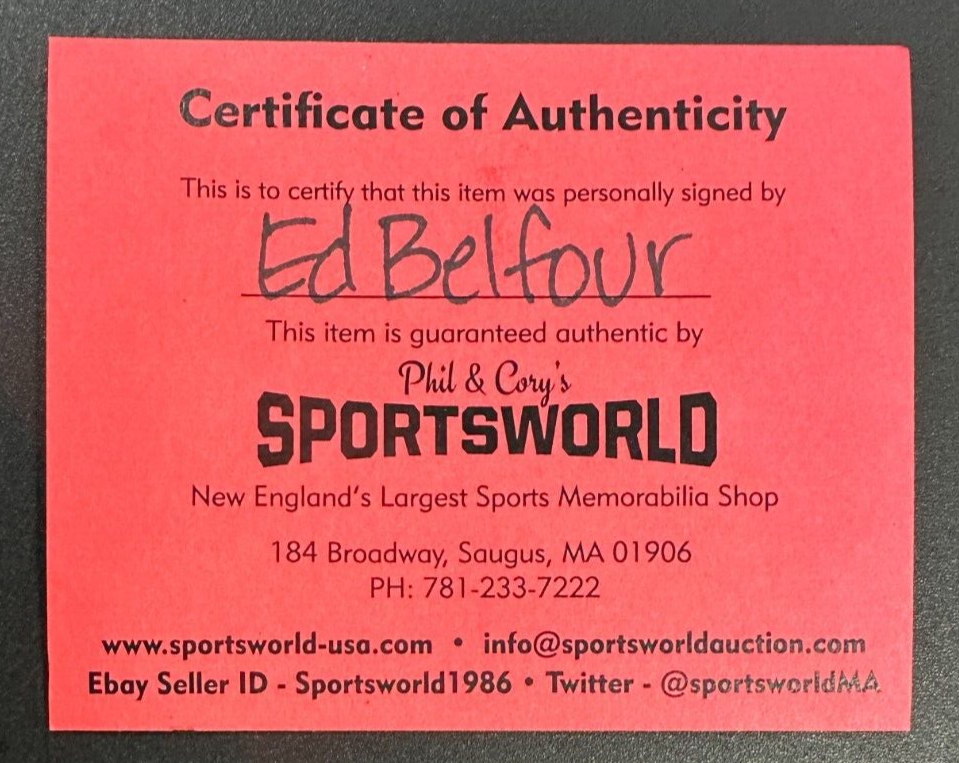 Certificate of Authenticity
This is to certify that this item was personally signed by
Ed Belfour
This item is guaranteed authentic by
Phil & Cory's
SPORTSWORLD
New England's Largest Sports Memorabilia Shop
184 Broadway, Saugus, MA 01906
PH: 781-233-7222
www.sportsworld-usa.com • info@sportsworldauction.com
Ebay Seller ID - Sportsworld1986 • Twitter - @sportsworldMA